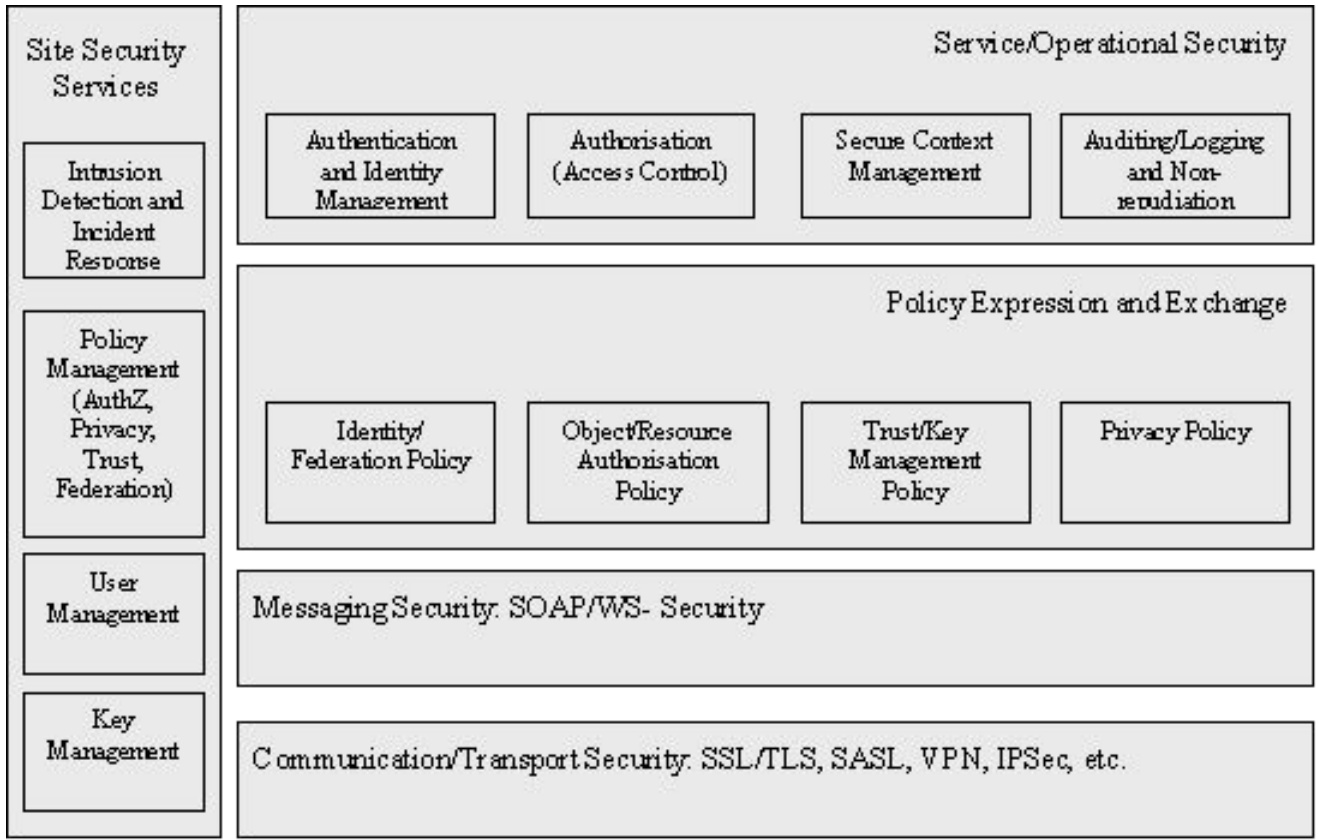 Site Security
Services
Intrusion
Detection and
Incident
Response
Policy
Management
(AuthZ,
Privacy,
Trust,
Federation)
User
Management
Key
Management
Service/Operational Security
Authentication
and Identity
Management
Authorisation
(Access Control)
Secure Context
Management
Auditing/Logging
and Non-
repudiation
Policy Expression and Exchange
Identity/
Federation Policy
Object/Resource
Authorisation
Policy
Trust/Key
Management
Policy
Privacy Policy
Messaging Security: SOAP/WS- Security
Communication/Transport Security: SSL/TLS, SASL, VPN, IPSec, etc.